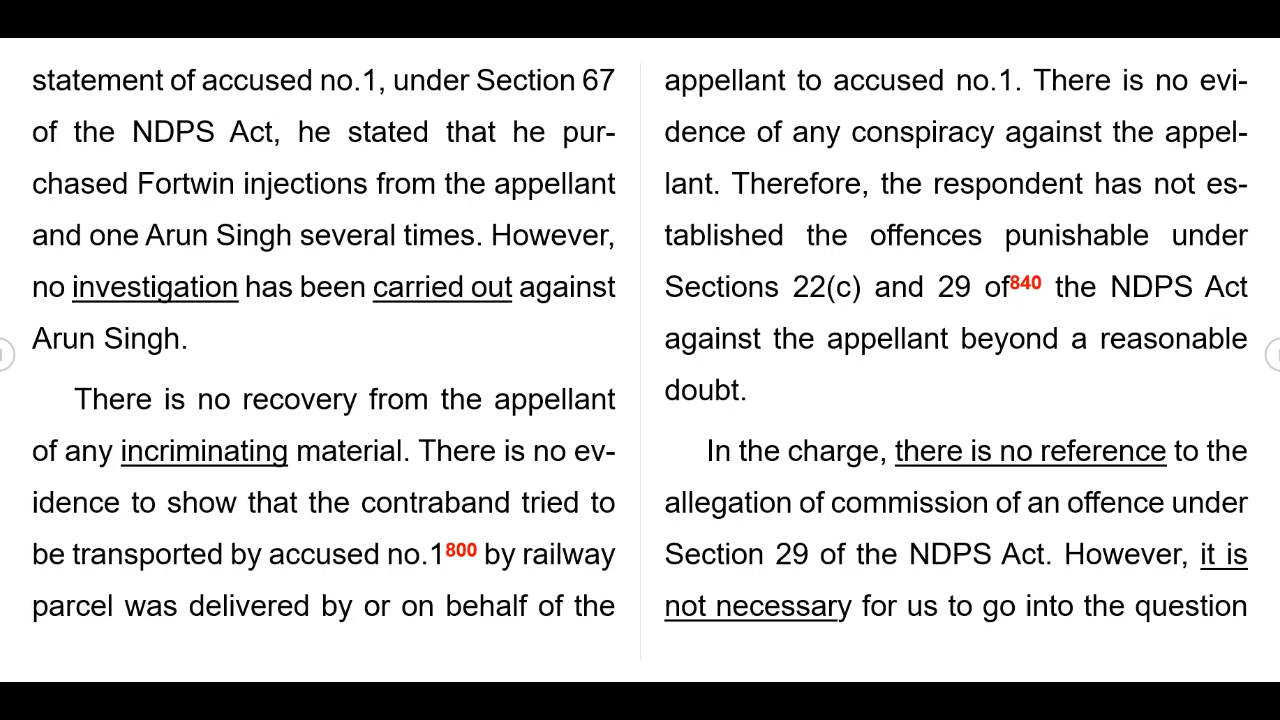 statement of accused no.1, under Section 67
of the NDPS Act, he stated that he pur-
chased Fortwin injections from the appellant
and one Arun Singh several times. However,
no investigation has been carried out against
Arun Singh.
There is no recovery from the appellant
of any incriminating material. There is no ev-
idence to show that the contraband tried to
be transported by accused no.1800 by railway
parcel was delivered by or on behalf of the
appellant to accused no.1. There is no evi-
dence of any conspiracy against the appel-
lant. Therefore, the respondent has not es-
tablished the offences punishable under
Sections 22(c) and 29 of840 the NDPS Act
against the appellant beyond a reasonable
doubt.
In the charge, there is no reference to the
allegation of commission of an offence under
Section 29 of the NDPS Act. However, it is
not necessary for us to go into the question